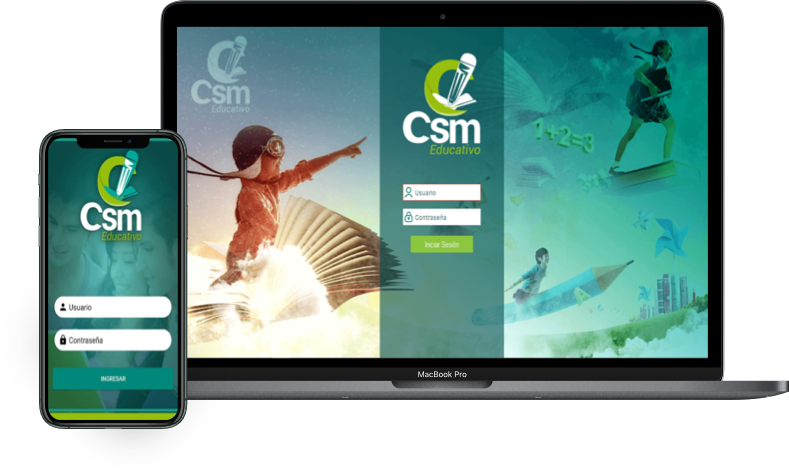 Csm
Educativo
Csm
Educativo
Usuario
Contraseña
Iniciar Sesión
1+2=3
MacBook Pro
Csm
Educativo
Usuario
Contraseña
INGRESAR